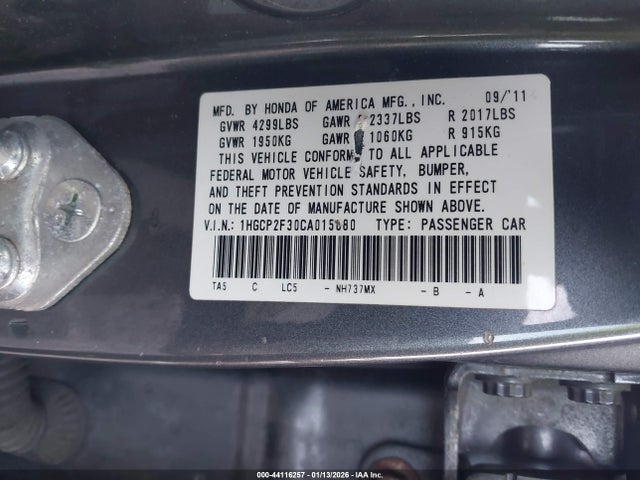 MFD. BY HONDA OF AMERICA MFG., INC. 09/'11
GVWR 4299LBS GAWR F 2337LBS R 2017LBS
GVWR 1950KG GAWR 1060KG R 915KG
THIS VEHICLE CONFORMS TO ALL APPLICABLE
FEDERAL MOTOR VEHICLE SAFETY, BUMPER,
AND THEFT PREVENTION STANDARDS IN EFFECT
ON THE DATE OF MANUFACTURE SHOWN ABOVE.
V.I.N.: TYPE: PASSENGER CAR
TA5 C LC5 - NH737MX - B - A
000-44116257 - 01/13/2026 - IAA Inc.